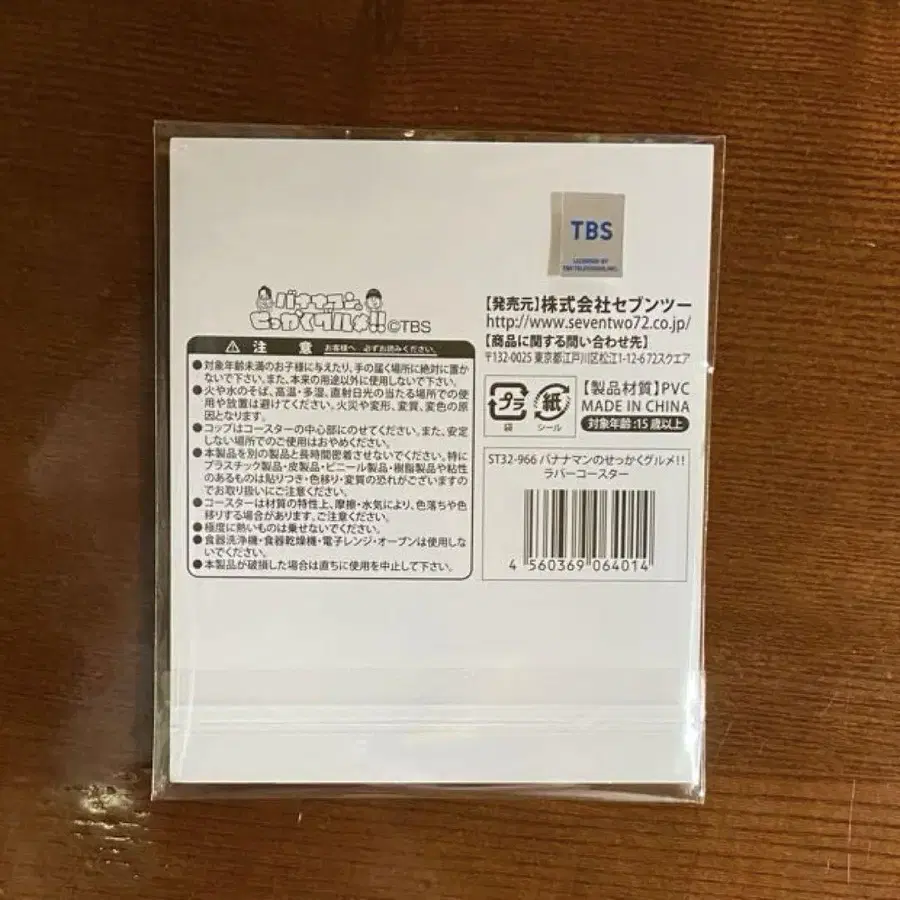 TBS
LICENSED BY
TBS TELEVISION, INC.
バナナマンの
せっかくグルメ!!
©TBS
【発売元】株式会社セブンツー
http://www.seventwo72.co.jp/
【商品に関する問い合わせ先】
〒132-0025 東京都江戸川区松江1-12-6 72スクエア
注 意 お客様へ 必ずお読みください。
●対象年齢未満のお子様に与えたり、手の届く場所に絶対に置か
ないで下さい。また、本来の用途以外に使用しないで下さい。
●火や水のそば、高温・多湿、直射日光の当たる場所での使用
や放置は避けてください。火災や変形、変質、変色の原
因となります。
●コップはコースターの中心部にのせてください。また、安定
しない場所でのご使用はおやめください。
●本製品を別の製品と長時間密着させないでください。特に
プラスチック製品・皮製品・ビニール製品・樹脂製品や粘性
のあるものは貼りつき・色移り・変質の恐れがございますの
でお取り扱いにご注意ください。
●コースターは材質の特性上、摩擦・水気により、色落ちや色
移りする場合があります。ご注意ください。
●極度に熱いものは乗せないでください。
●食器洗浄機・食器乾燥機・電子レンジ・オーブンは使用しな
いでください。
●本製品が破損した場合は直ちに使用を中止して下さい。
プラ
袋
紙
シール
【製品材質】PVC
MADE IN CHINA
対象年齢:15歳以上
ST32-966 バナナマンのせっかくグルメ!!
ラバーコースター
4 560369 064014